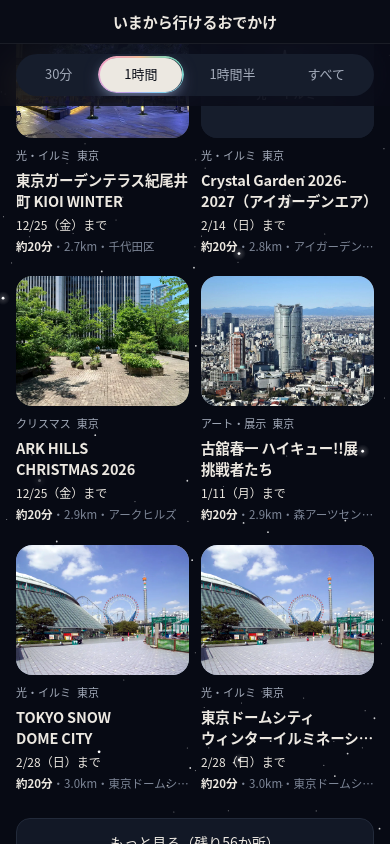 いまから行けるおでかけ
30分
1時間
1時間半
すべて
光・イルミ 東京
東京ガーデンテラス紀尾井
町 KIOI WINTER
12/25（金）まで
約20分・2.7km・千代田区
光・イルミ 東京
Crystal Garden 2026-
2027（アイガーデンエア）
2/14（日）まで
約20分・2.8km・アイガーデン…
クリスマス 東京
ARK HILLS
CHRISTMAS 2026
12/25（金）まで
約20分・2.9km・アークヒルズ
アート・展示 東京
古舘春一 ハイキュー!!展
挑戦者たち
1/11（月）まで
約20分・2.9km・森アーツセン…
光・イルミ 東京
TOKYO SNOW
DOME CITY
2/28（日）まで
約20分・3.0km・東京ドームシ…
光・イルミ 東京
東京ドームシティ
ウィンターイルミネーシ…
2/28（日）まで
約20分・3.0km・東京ドームシ…
もっと見る（残り56か所）